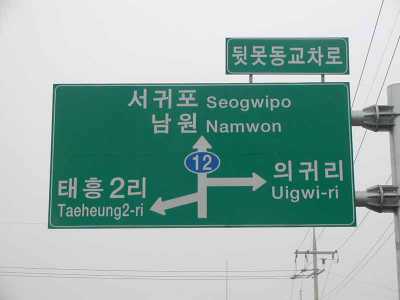 뒷못동교차로
서귀포 Seogwipo
남원 Namwon
12
의귀리
Uigwi-ri
태흥2리
Taeheung2-ri